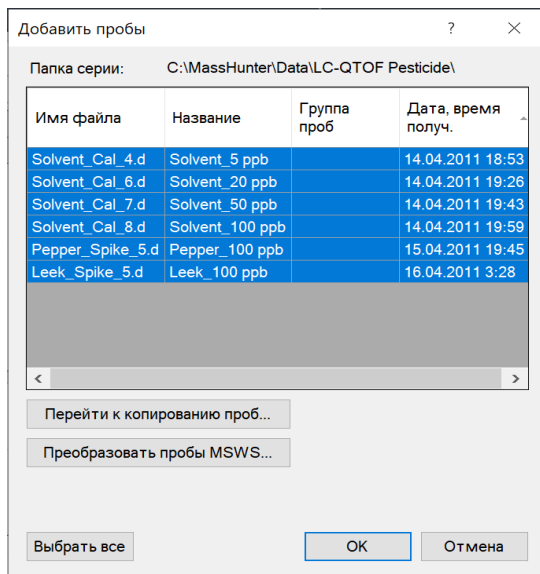 Добавить пробы ?
Папка серии: C:\MassHunter\Data\LC-QTOF Pesticide\
Имя файла Название Группа проб Дата, время получ.
Solvent_Cal_4.d Solvent_5 ppb 14.04.2011 18:53
Solvent_Cal_6.d Solvent_20 ppb 14.04.2011 19:26
Solvent_Cal_7.d Solvent_50 ppb 14.04.2011 19:43
Solvent_Cal_8.d Solvent_100 ppb 14.04.2011 19:59
Pepper_Spike_5.d Pepper_100 ppb 15.04.2011 19:45
Leek_Spike_5.d Leek_100 ppb 16.04.2011 3:28
Перейти к копированию проб...
Преобразовать пробы MSWS...
Выбрать все OK Отмена